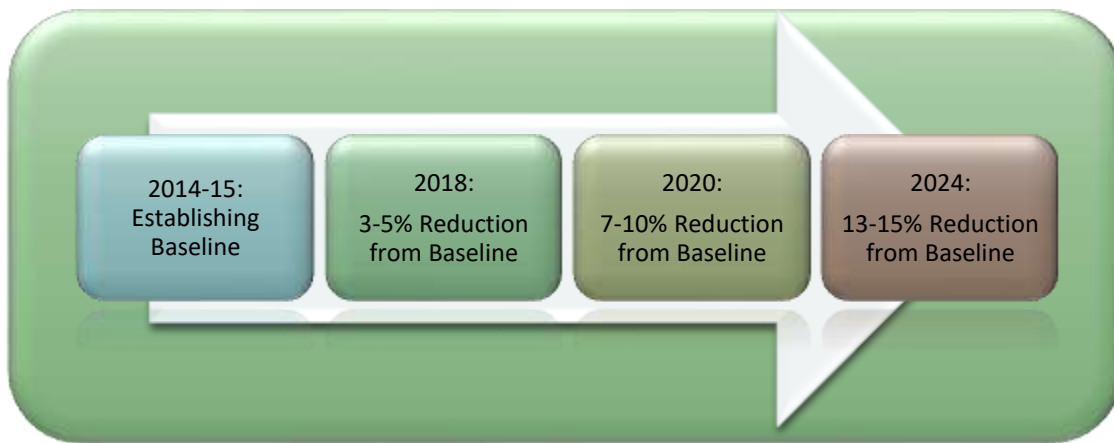 2014-15:
Establishing
Baseline
2018:
3-5% Reduction
from Baseline
2020:
7-10% Reduction
from Baseline
2024:
13-15% Reduction
from Baseline